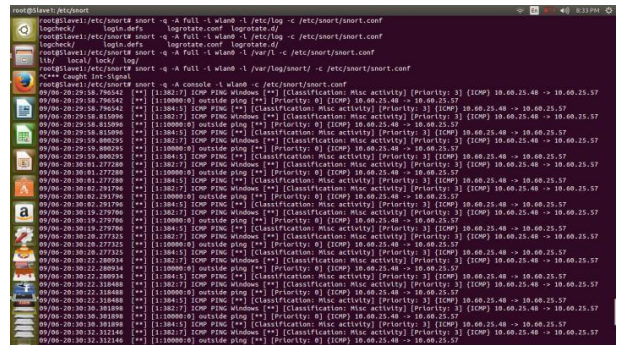 root@Slave1: /etc/snort
En
8:33 PM
root@Slave1:/etc/snort# snort -q -A full -i wlan0 -l /etc/log -c /etc/snort/snort.conf
logcheck/ login.defs logrotate.conf logrotate.d/
root@Slave1:/etc/snort# snort -q -A full -i wlan0 -l /etc/log -c /etc/snort/snort.conf
logcheck/ login.defs logrotate.conf logrotate.d/
root@Slave1:/etc/snort# snort -q -A full -i wlan0 -l /var/l -c /etc/snort/snort.conf
lib/ local/ lock/ log/
root@Slave1:/etc/snort# snort -q -A full -i wlan0 -l /var/log/snort/ -c /etc/snort/snort.conf
^C*** Caught Int-Signal
root@Slave1:/etc/snort# snort -q -A console -i wlan0 -c /etc/snort/snort.conf
09/06-20:29:58.796542 [**] [1:382:7] ICMP PING Windows [**] [Classification: Misc activity] [Priority: 3] {ICMP} 10.60.25.48 -> 10.60.25.57
09/06-20:29:58.796542 [**] [1:10000:0] outside ping [**] [Priority: 0] {ICMP} 10.60.25.48 -> 10.60.25.57
09/06-20:29:58.796542 [**] [1:384:5] ICMP PING [**] [Classification: Misc activity] [Priority: 3] {ICMP} 10.60.25.48 -> 10.60.25.57
09/06-20:29:58.815096 [**] [1:382:7] ICMP PING Windows [**] [Classification: Misc activity] [Priority: 3] {ICMP} 10.60.25.48 -> 10.60.25.57
09/06-20:29:58.815096 [**] [1:10000:0] outside ping [**] [Priority: 0] {ICMP} 10.60.25.48 -> 10.60.25.57
09/06-20:29:58.815096 [**] [1:384:5] ICMP PING [**] [Classification: Misc activity] [Priority: 3] {ICMP} 10.60.25.48 -> 10.60.25.57
09/06-20:29:59.800295 [**] [1:382:7] ICMP PING Windows [**] [Classification: Misc activity] [Priority: 3] {ICMP} 10.60.25.48 -> 10.60.25.57
09/06-20:29:59.800295 [**] [1:10000:0] outside ping [**] [Priority: 0] {ICMP} 10.60.25.48 -> 10.60.25.57
09/06-20:29:59.800295 [**] [1:384:5] ICMP PING [**] [Classification: Misc activity] [Priority: 3] {ICMP} 10.60.25.48 -> 10.60.25.57
09/06-20:30:01.277280 [**] [1:382:7] ICMP PING Windows [**] [Classification: Misc activity] [Priority: 3] {ICMP} 10.60.25.48 -> 10.60.25.57
09/06-20:30:01.277280 [**] [1:10000:0] outside ping [**] [Priority: 0] {ICMP} 10.60.25.48 -> 10.60.25.57
09/06-20:30:01.277280 [**] [1:384:5] ICMP PING [**] [Classification: Misc activity] [Priority: 3] {ICMP} 10.60.25.48 -> 10.60.25.57
09/06-20:30:02.291796 [**] [1:382:7] ICMP PING Windows [**] [Classification: Misc activity] [Priority: 3] {ICMP} 10.60.25.48 -> 10.60.25.57
09/06-20:30:02.291796 [**] [1:10000:0] outside ping [**] [Priority: 0] {ICMP} 10.60.25.48 -> 10.60.25.57
09/06-20:30:02.291796 [**] [1:384:5] ICMP PING [**] [Classification: Misc activity] [Priority: 3] {ICMP} 10.60.25.48 -> 10.60.25.57
09/06-20:30:19.279706 [**] [1:382:7] ICMP PING Windows [**] [Classification: Misc activity] [Priority: 3] {ICMP} 10.60.25.48 -> 10.60.25.57
09/06-20:30:19.279706 [**] [1:10000:0] outside ping [**] [Priority: 0] {ICMP} 10.60.25.48 -> 10.60.25.57
09/06-20:30:19.279706 [**] [1:384:5] ICMP PING [**] [Classification: Misc activity] [Priority: 3] {ICMP} 10.60.25.48 -> 10.60.25.57
09/06-20:30:20.277325 [**] [1:382:7] ICMP PING Windows [**] [Classification: Misc activity] [Priority: 3] {ICMP} 10.60.25.48 -> 10.60.25.57
09/06-20:30:20.277325 [**] [1:10000:0] outside ping [**] [Priority: 0] {ICMP} 10.60.25.48 -> 10.60.25.57
09/06-20:30:20.277325 [**] [1:384:5] ICMP PING [**] [Classification: Misc activity] [Priority: 3] {ICMP} 10.60.25.48 -> 10.60.25.57
09/06-20:30:22.280934 [**] [1:382:7] ICMP PING Windows [**] [Classification: Misc activity] [Priority: 3] {ICMP} 10.60.25.48 -> 10.60.25.57
09/06-20:30:22.280934 [**] [1:10000:0] outside ping [**] [Priority: 0] {ICMP} 10.60.25.48 -> 10.60.25.57
09/06-20:30:22.280934 [**] [1:384:5] ICMP PING [**] [Classification: Misc activity] [Priority: 3] {ICMP} 10.60.25.48 -> 10.60.25.57
09/06-20:30:22.318488 [**] [1:382:7] ICMP PING Windows [**] [Classification: Misc activity] [Priority: 3] {ICMP} 10.60.25.48 -> 10.60.25.57
09/06-20:30:22.318488 [**] [1:10000:0] outside ping [**] [Priority: 0] {ICMP} 10.60.25.48 -> 10.60.25.57
09/06-20:30:22.318488 [**] [1:384:5] ICMP PING [**] [Classification: Misc activity] [Priority: 3] {ICMP} 10.60.25.48 -> 10.60.25.57
09/06-20:30:30.301898 [**] [1:382:7] ICMP PING Windows [**] [Classification: Misc activity] [Priority: 3] {ICMP} 10.60.25.48 -> 10.60.25.57
09/06-20:30:30.301898 [**] [1:10000:0] outside ping [**] [Priority: 0] {ICMP} 10.60.25.48 -> 10.60.25.57
09/06-20:30:30.301898 [**] [1:384:5] ICMP PING [**] [Classification: Misc activity] [Priority: 3] {ICMP} 10.60.25.48 -> 10.60.25.57
09/06-20:30:32.312146 [**] [1:382:7] ICMP PING Windows [**] [Classification: Misc activity] [Priority: 3] {ICMP} 10.60.25.48 -> 10.60.25.57
09/06-20:30:32.312146 [**] [1:10000:0] outside ping [**] [Priority: 0] {ICMP} 10.60.25.48 -> 10.60.25.57